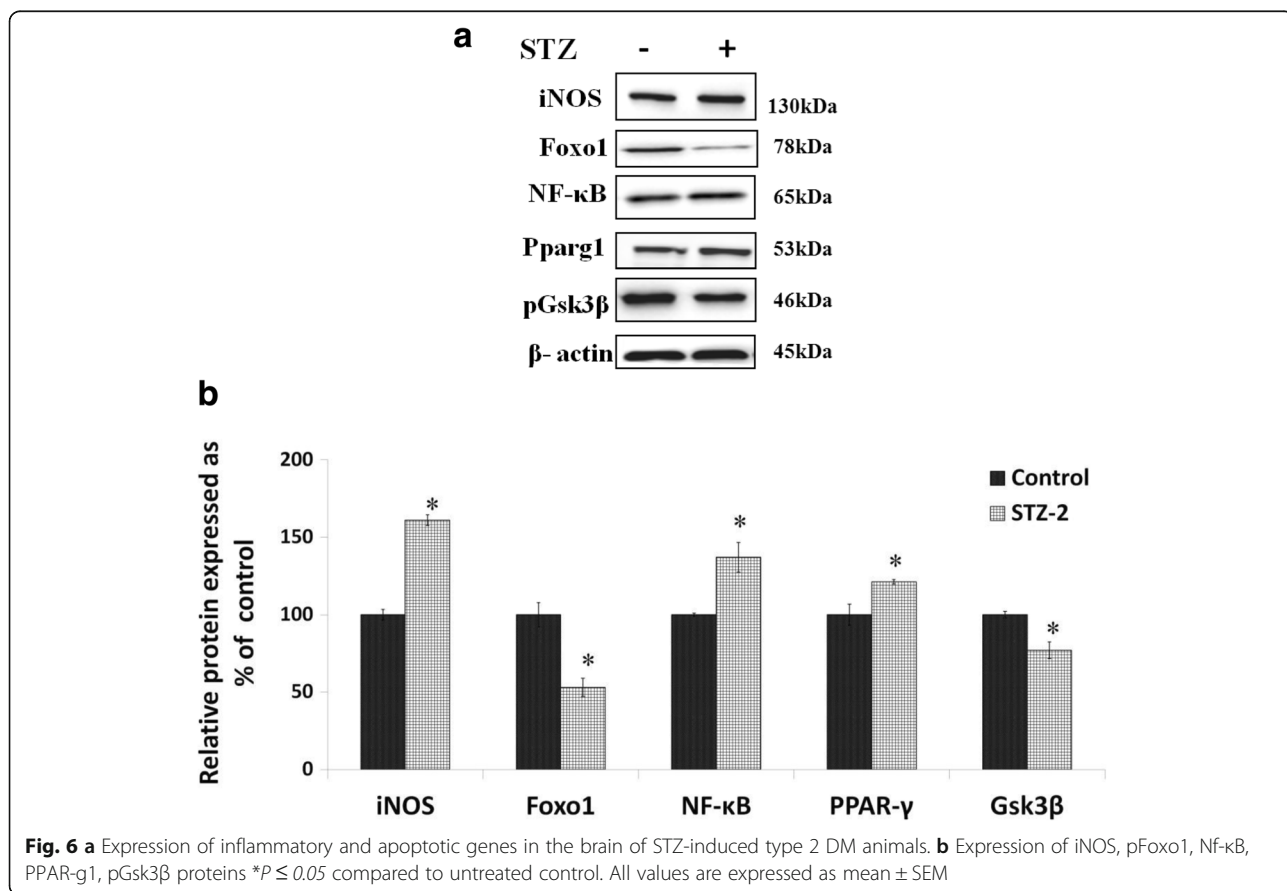 a
STZ - +
iNOS 130kDa
Foxo1 78kDa
NF-κB 65kDa
Pparg1 53kDa
pGsk3β 46kDa
β- actin 45kDa
b
Relative protein expressed as
% of control
200
150
100
50
0
Control
STZ-2
*
*
*
*
*
iNOS Foxo1 NF-κB PPAR-γ Gsk3β
Fig. 6 a Expression of inflammatory and apoptotic genes in the brain of STZ-induced type 2 DM animals. b Expression of iNOS, pFoxo1, Nf-κB,
PPAR-g1, pGsk3β proteins *P ≤ 0.05 compared to untreated control. All values are expressed as mean ± SEM